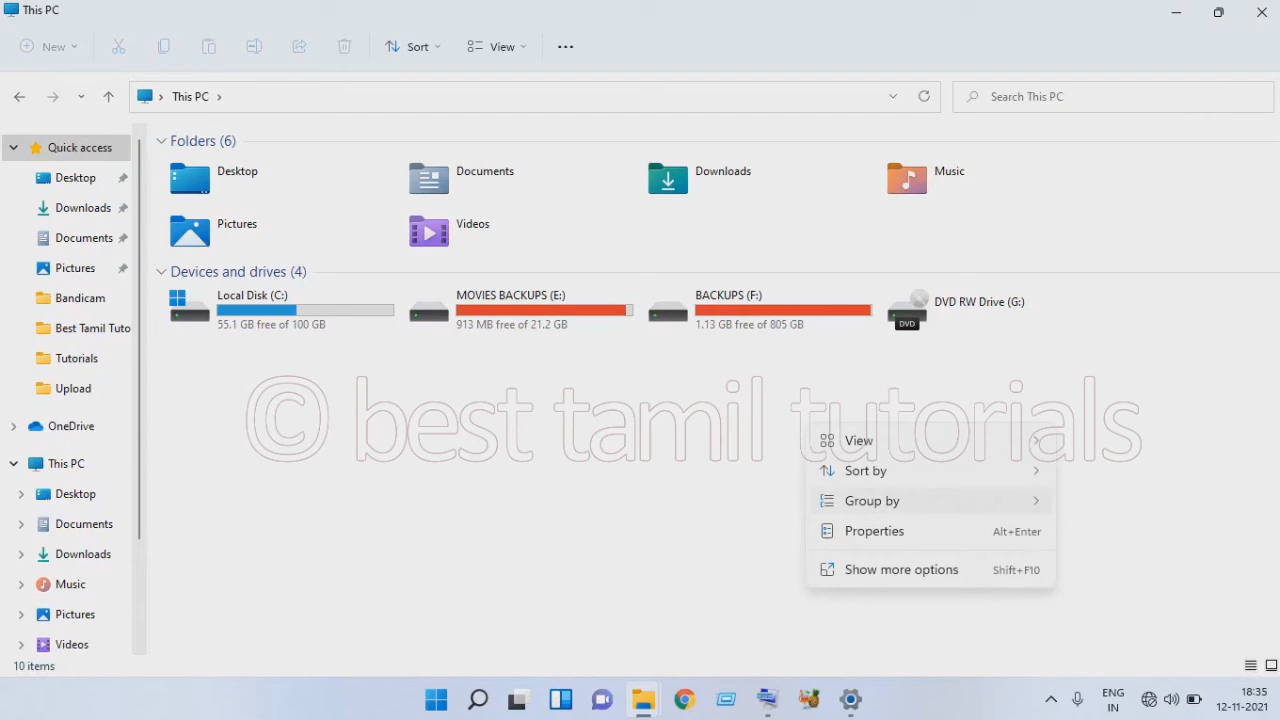 This PC
New
Sort
View
This PC
Search This PC
Quick access
Desktop
Downloads
Documents
Pictures
Bandicam
Best Tamil Tuto
Tutorials
Upload
OneDrive
This PC
Desktop
Documents
Downloads
Music
Pictures
Videos
Folders (6)
Desktop
Documents
Downloads
Music
Pictures
Videos
Devices and drives (4)
Local Disk (C:)
55.1 GB free of 100 GB
MOVIES BACKUPS (E:)
913 MB free of 21.2 GB
BACKUPS (F:)
1.13 GB free of 805 GB
DVD RW Drive (G:)
DVD
© best tamil tutorials
View
Sort by
Group by
Properties Alt+Enter
Show more options Shift+F10
10 items
ENG
IN
18:35
12-11-2021